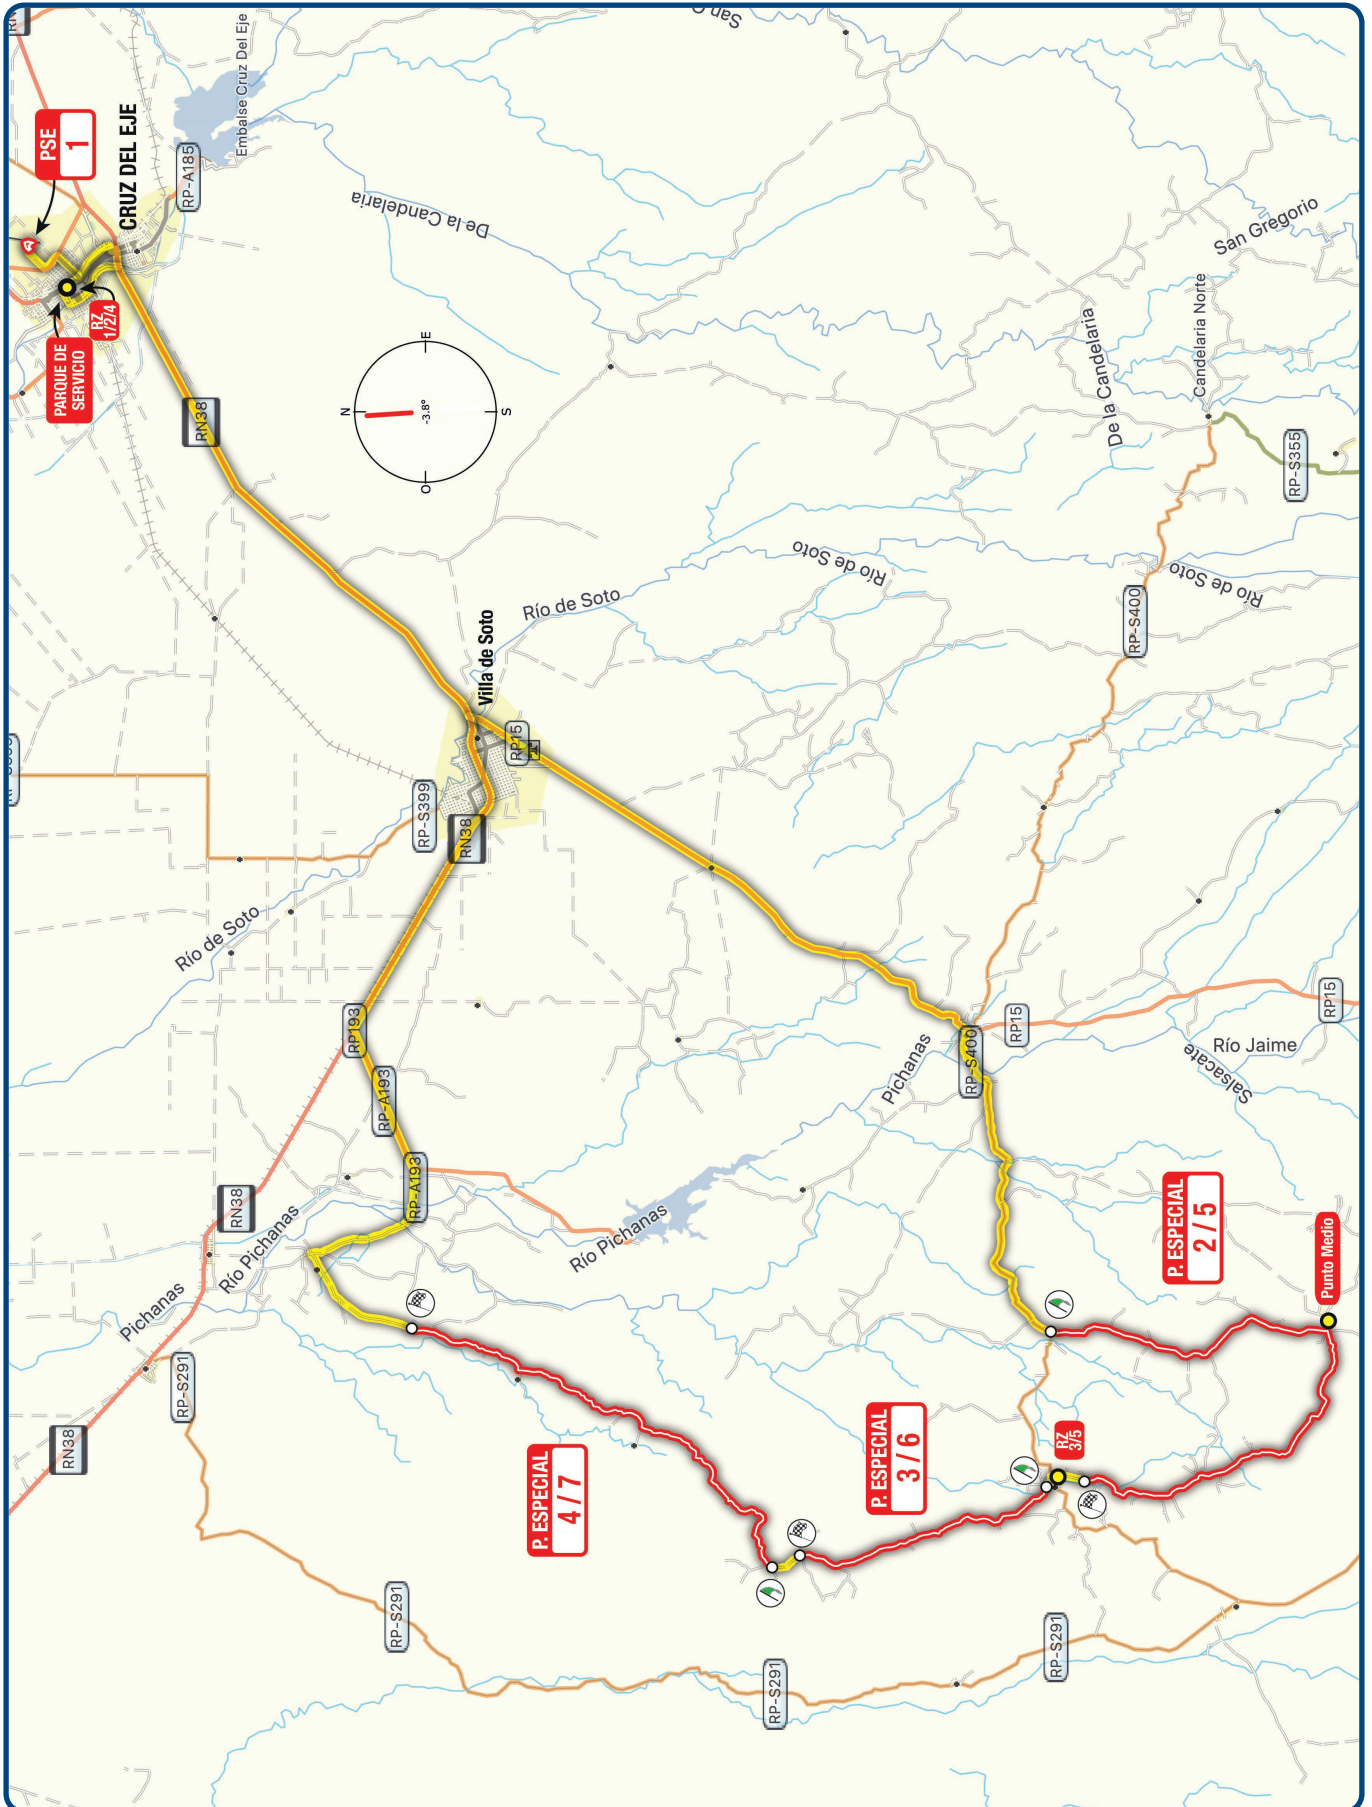 San C
RN
PSE
1
CRUZ DEL EJE
Embalse Cruz Del Eje
RP-A185
De la Candelaria
San Gregorio
PARQUE DE
SERVICIO
RZ
1/2/4
RN38
N
E
S
O
-3.8°
De la Candelaria
Candelaria Norte
RP-S355
Río de Soto
Río de Soto
Río de Soto
RP-S400
Villa de Soto
RP15
RP-S399
RN38
Río de Soto
RP193
RP-A193
RP-A193
Pichanas
RP-S400
RP15
RP15
Río Jaime
Salsacate
RN38
Río Pichanas
Río Pichanas
Pichanas
RP-S291
RN38
P. ESPECIAL
2 / 5
Punto Medio
RZ
3/5
P. ESPECIAL
3 / 6
P. ESPECIAL
4 / 7
RP-S291
RP-S291
RP-S291